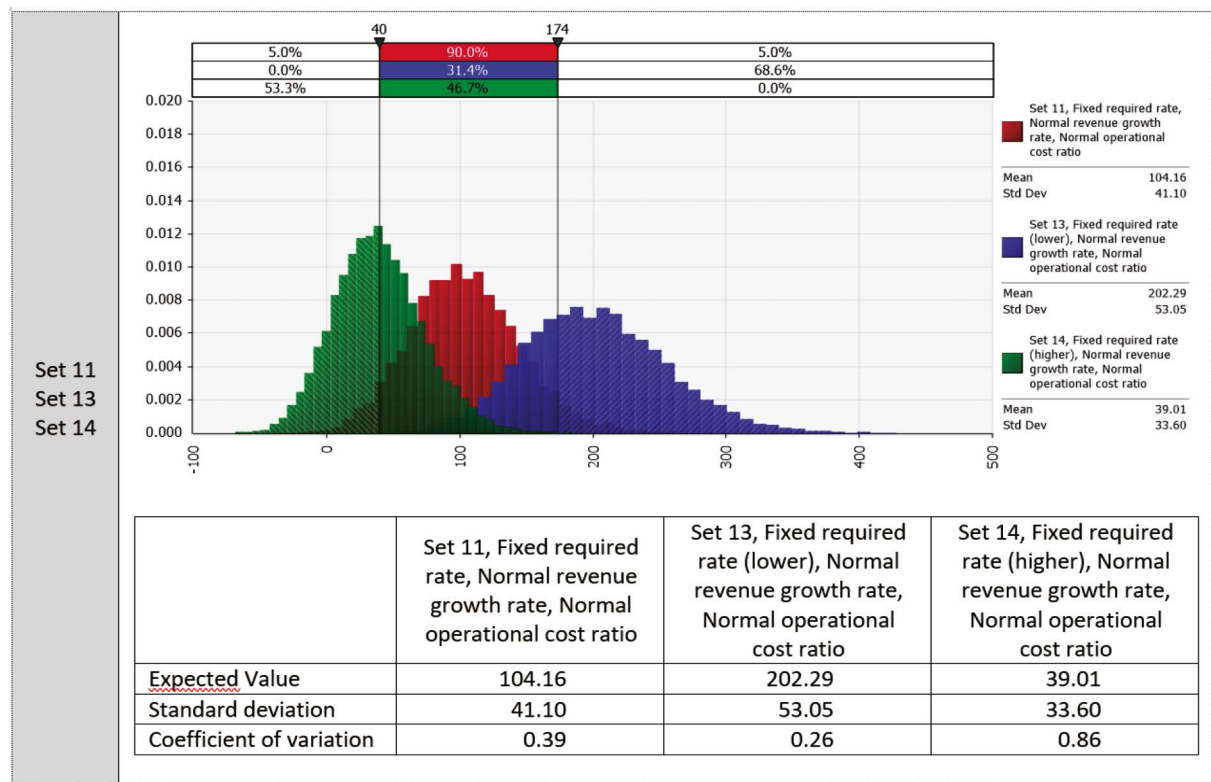 40 174
5.0% 90.0% 5.0%
0.0% 31.4% 68.6%
53.3% 46.7% 0.0%
0.020
0.018
0.016
0.014
0.012
0.010
0.008
0.006
0.004
0.002
0.000
-100 0 100 200 300 400 500
Set 11, Fixed required rate,
Normal revenue growth
rate, Normal operational
cost ratio
Mean 104.16
Std Dev 41.10
Set 13, Fixed required rate
(lower), Normal revenue
growth rate, Normal
operational cost ratio
Mean 202.29
Std Dev 53.05
Set 14, Fixed required rate
(higher), Normal revenue
growth rate, Normal
operational cost ratio
Mean 39.01
Std Dev 33.60
Set 11
Set 13
Set 14
Set 11, Fixed required
rate, Normal revenue
growth rate, Normal
operational cost ratio
Set 13, Fixed required
rate (lower), Normal
revenue growth rate,
Normal operational
cost ratio
Set 14, Fixed required
rate (higher), Normal
revenue growth rate,
Normal operational
cost ratio
Expected Value 104.16 202.29 39.01
Standard deviation 41.10 53.05 33.60
Coefficient of variation 0.39 0.26 0.86